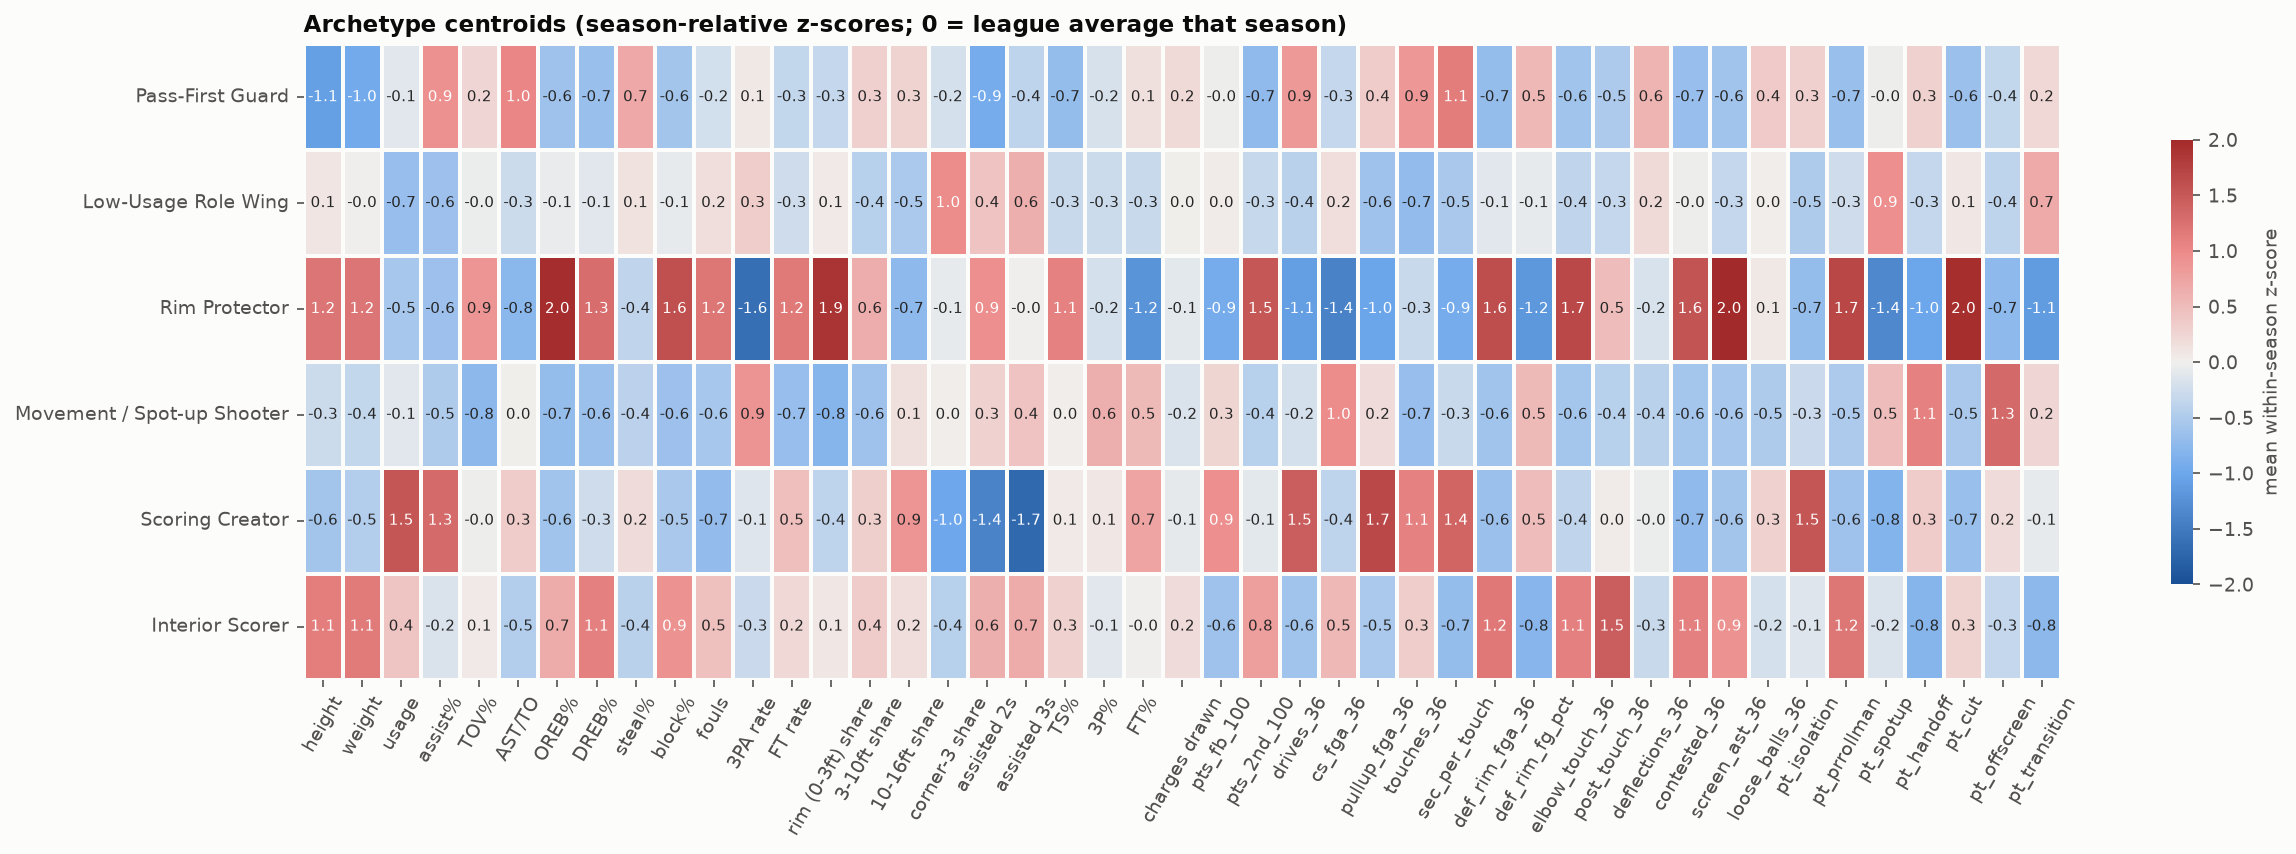 Archetype centroids (season-relative z-scores; 0 = league average that season)
Pass-First Guard -1.1 -1.0 -0.1 0.9 0.2 1.0 -0.6 -0.7 0.7 -0.6 -0.2 0.1 -0.3 -0.3 0.3 0.3 -0.2 -0.9 -0.4 -0.7 -0.2 0.1 0.2 -0.0 -0.7 0.9 -0.3 0.4 0.9 1.1 -0.7 0.5 -0.6 -0.5 0.6 -0.7 -0.6 0.4 0.3 -0.7 -0.0 0.3 -0.6 -0.4 0.2
Low-Usage Role Wing 0.1 -0.0 -0.7 -0.6 -0.0 -0.3 -0.1 -0.1 0.1 -0.1 0.2 0.3 -0.3 0.1 -0.4 -0.5 1.0 0.4 0.6 -0.3 -0.3 -0.3 0.0 0.0 -0.3 -0.4 0.2 -0.6 -0.7 -0.5 -0.1 -0.1 -0.4 -0.3 0.2 -0.0 -0.3 0.0 -0.5 -0.3 0.9 -0.3 0.1 -0.4 0.7
Rim Protector 1.2 1.2 -0.5 -0.6 0.9 -0.8 2.0 1.3 -0.4 1.6 1.2 -1.6 1.2 1.9 0.6 -0.7 -0.1 0.9 -0.0 1.1 -0.2 -1.2 -0.1 -0.9 1.5 -1.1 -1.4 -1.0 -0.3 -0.9 1.6 -1.2 1.7 0.5 -0.2 1.6 2.0 0.1 -0.7 1.7 -1.4 -1.0 2.0 -0.7 -1.1
Movement / Spot-up Shooter -0.3 -0.4 -0.1 -0.5 -0.8 0.0 -0.7 -0.6 -0.4 -0.6 -0.6 0.9 -0.7 -0.8 -0.6 0.1 0.0 0.3 0.4 0.0 0.6 0.5 -0.2 0.3 -0.4 -0.2 1.0 0.2 -0.7 -0.3 -0.6 0.5 -0.6 -0.4 -0.4 -0.6 -0.6 -0.5 -0.3 -0.5 0.5 1.1 -0.5 1.3 0.2
Scoring Creator -0.6 -0.5 1.5 1.3 -0.0 0.3 -0.6 -0.3 0.2 -0.5 -0.7 -0.1 0.5 -0.4 0.3 0.9 -1.0 -1.4 -1.7 0.1 0.1 0.7 -0.1 0.9 -0.1 1.5 -0.4 1.7 1.1 1.4 -0.6 0.5 -0.4 0.0 -0.0 -0.7 -0.6 0.3 1.5 -0.6 -0.8 0.3 -0.7 0.2 -0.1
Interior Scorer 1.1 1.1 0.4 -0.2 0.1 -0.5 0.7 1.1 -0.4 0.9 0.5 -0.3 0.2 0.1 0.4 0.2 -0.4 0.6 0.7 0.3 -0.1 -0.0 0.2 -0.6 0.8 -0.6 0.5 -0.5 0.3 -0.7 1.2 -0.8 1.1 1.5 -0.3 1.1 0.9 -0.2 -0.1 1.2 -0.2 -0.8 0.3 -0.3 -0.8
height
weight
usage
assist%
TOV%
AST/TO
OREB%
DREB%
steal%
block%
fouls
3PA rate
FT rate
rim (0-3ft) share
3-10ft share
10-16ft share
corner-3 share
assisted 2s
assisted 3s
TS%
3P%
FT%
charges drawn
pts_fb_100
pts_2nd_100
drives_36
cs_fga_36
pullup_fga_36
touches_36
sec_per_touch
def_rim_fga_36
def_rim_fg_pct
elbow_touch_36
post_touch_36
deflections_36
contested_36
screen_ast_36
loose_balls_36
pt_isolation
pt_prrollman
pt_spotup
pt_handoff
pt_cut
pt_offscreen
pt_transition
2.0
1.5
1.0
0.5
0.0
−0.5
−1.0
−1.5
−2.0
mean within-season z-score